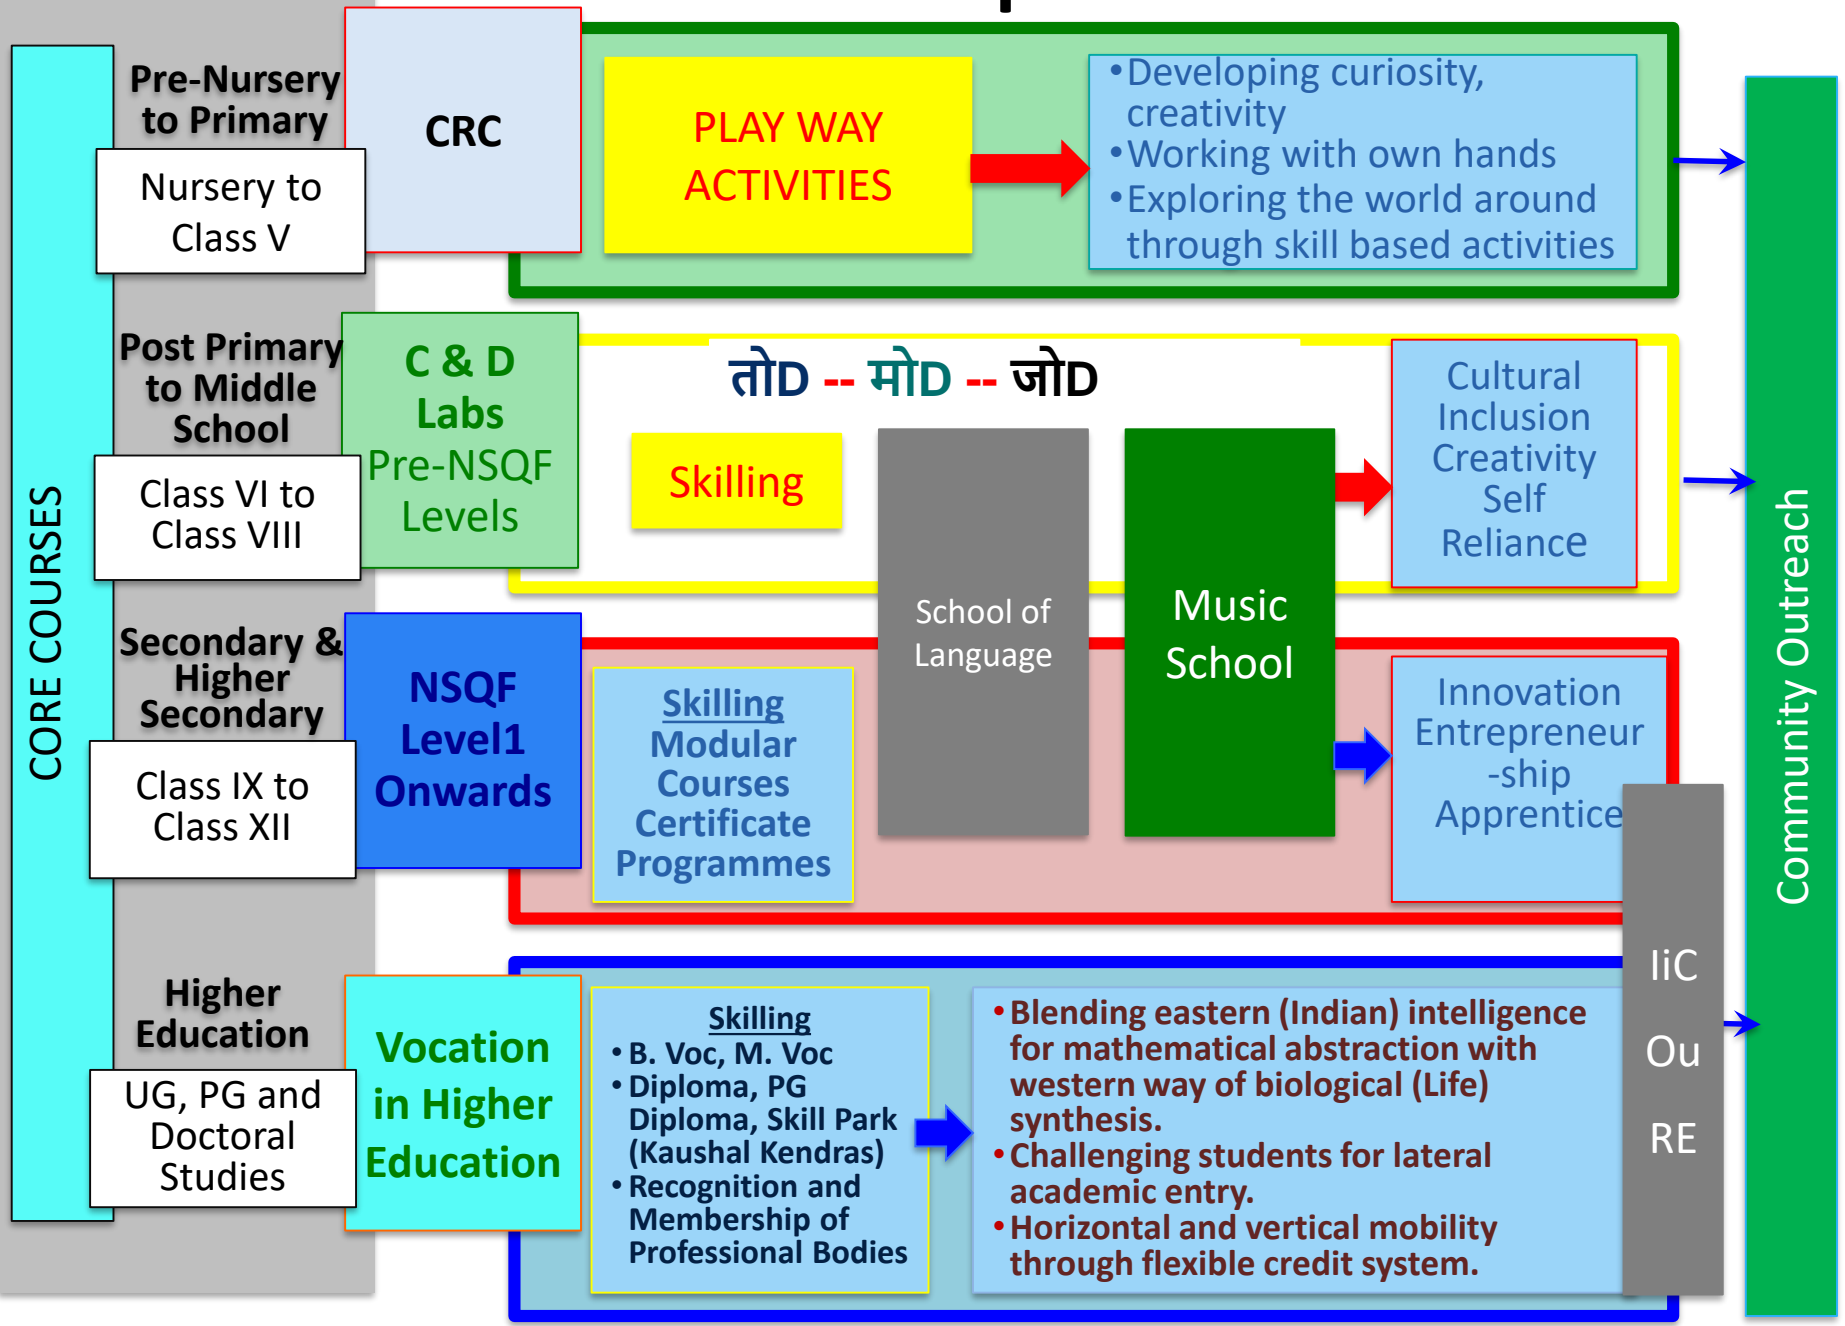 CORE COURSES
Pre-Nursery
to Primary
Nursery to
Class V
CRC
PLAY WAY
ACTIVITIES
•Developing curiosity,
creativity
•Working with own hands
•Exploring the world around
through skill based activities
Post Primary
to Middle
School
Class VI to
Class VIII
C & D
Labs
Pre-NSQF
Levels
तोD -- मोD -- जोD
Skilling
School of
Language
Music
School
Cultural
Inclusion
Creativity
Self
Reliance
Secondary &
Higher
Secondary
Class IX to
Class XII
NSQF
Level1
Onwards
Skilling
Modular
Courses
Certificate
Programmes
Innovation
Entrepreneur
-ship
Apprentice
Higher
Education
UG, PG and
Doctoral
Studies
Vocation
in Higher
Education
Skilling
•B. Voc, M. Voc
•Diploma, PG
Diploma, Skill Park
(Kaushal Kendras)
•Recognition and
Membership of
Professional Bodies
•Blending eastern (Indian) intelligence
for mathematical abstraction with
western way of biological (Life)
synthesis.
•Challenging students for lateral
academic entry.
•Horizontal and vertical mobility
through flexible credit system.
IiC
Ou
RE
Community Outreach